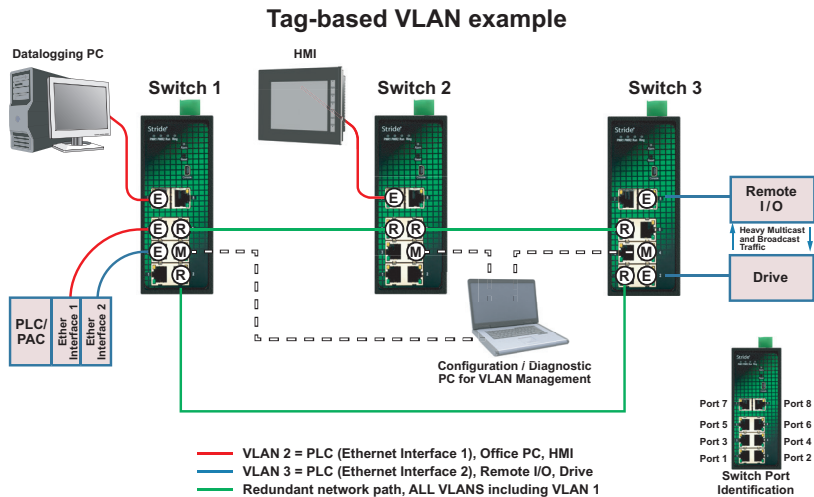 Tag-based VLAN example
Datalogging PC
HMI
Switch 1
Switch 2
Switch 3
Stride
Stride
Stride
E
E
E
E R
R R
R
E M
M
M
R
R E
Remote
I / O
Heavy Multicast
and Broadcast
Traffic
Drive
PLC/
PAC
Ether
Interface 1
Ether
Interface 2
Configuration / Diagnostic
PC for VLAN Management
Stride
Port 7
Port 8
Port 5
Port 6
Port 3
Port 4
Port 1
Port 2
Switch Port
Identification
VLAN 2 = PLC (Ethernet Interface 1), Office PC, HMI
VLAN 3 = PLC (Ethernet Interface 2), Remote I/O, Drive
Redundant network path, ALL VLANS including VLAN 1